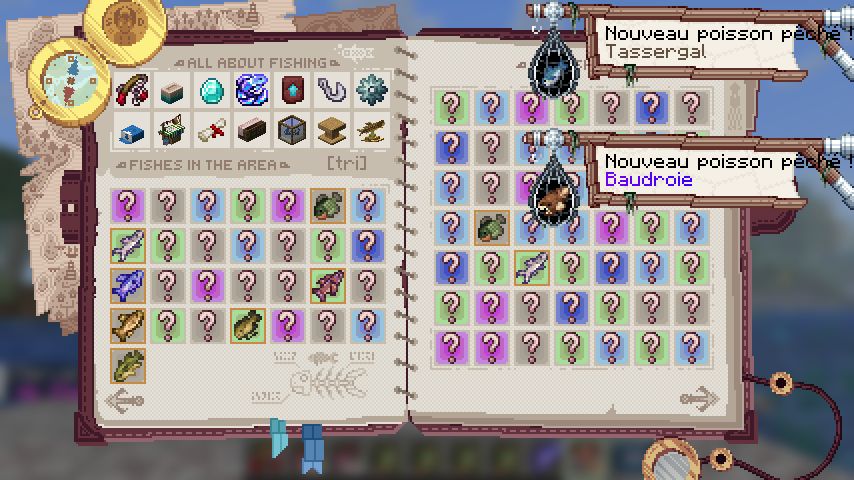 ALL ABOUT FISHING
FISHES IN THE AREA
[tri]
Nouveau poisson pêché !
Tassergal
Nouveau poisson pêché !
Baudroie